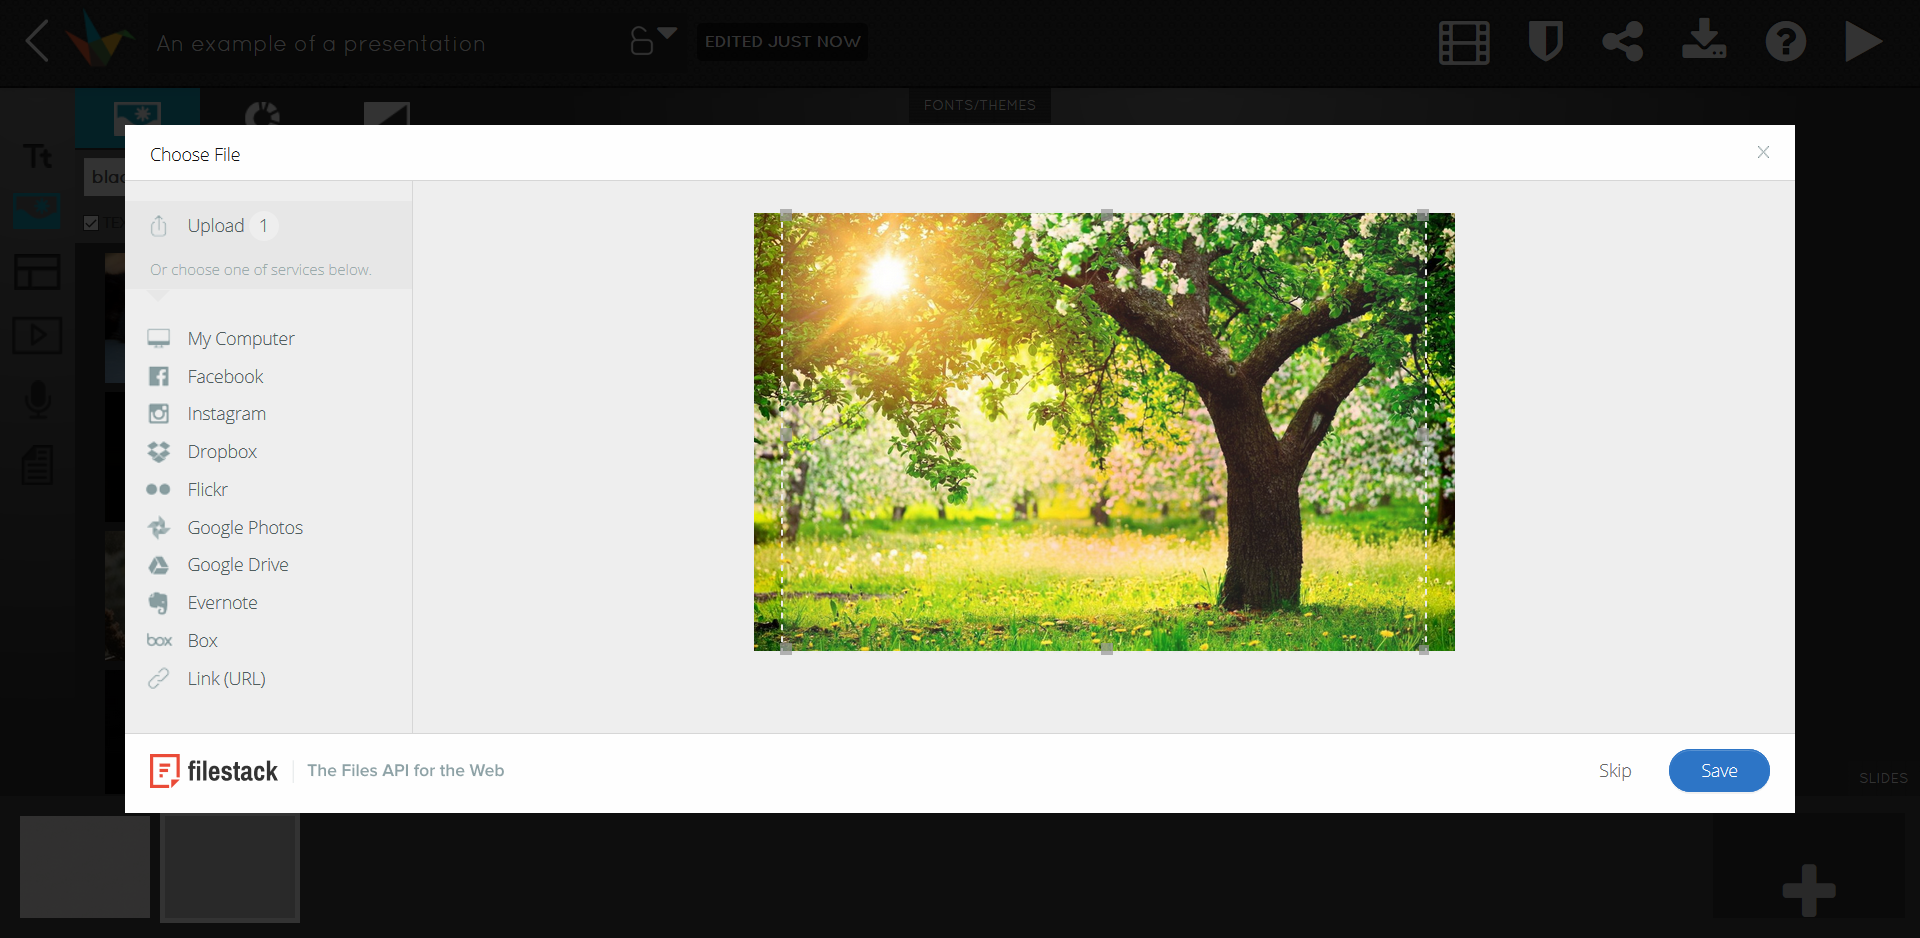 An example of a presentation
EDITED JUST NOW
FONTS/THEMES
Tt
Choose File
Upload 1
Or choose one of services below.
My Computer
Facebook
Instagram
Dropbox
Flickr
Google Photos
Google Drive
Evernote
box Box
Link (URL)
filestack
The Files API for the Web
Skip
Save
SLIDES